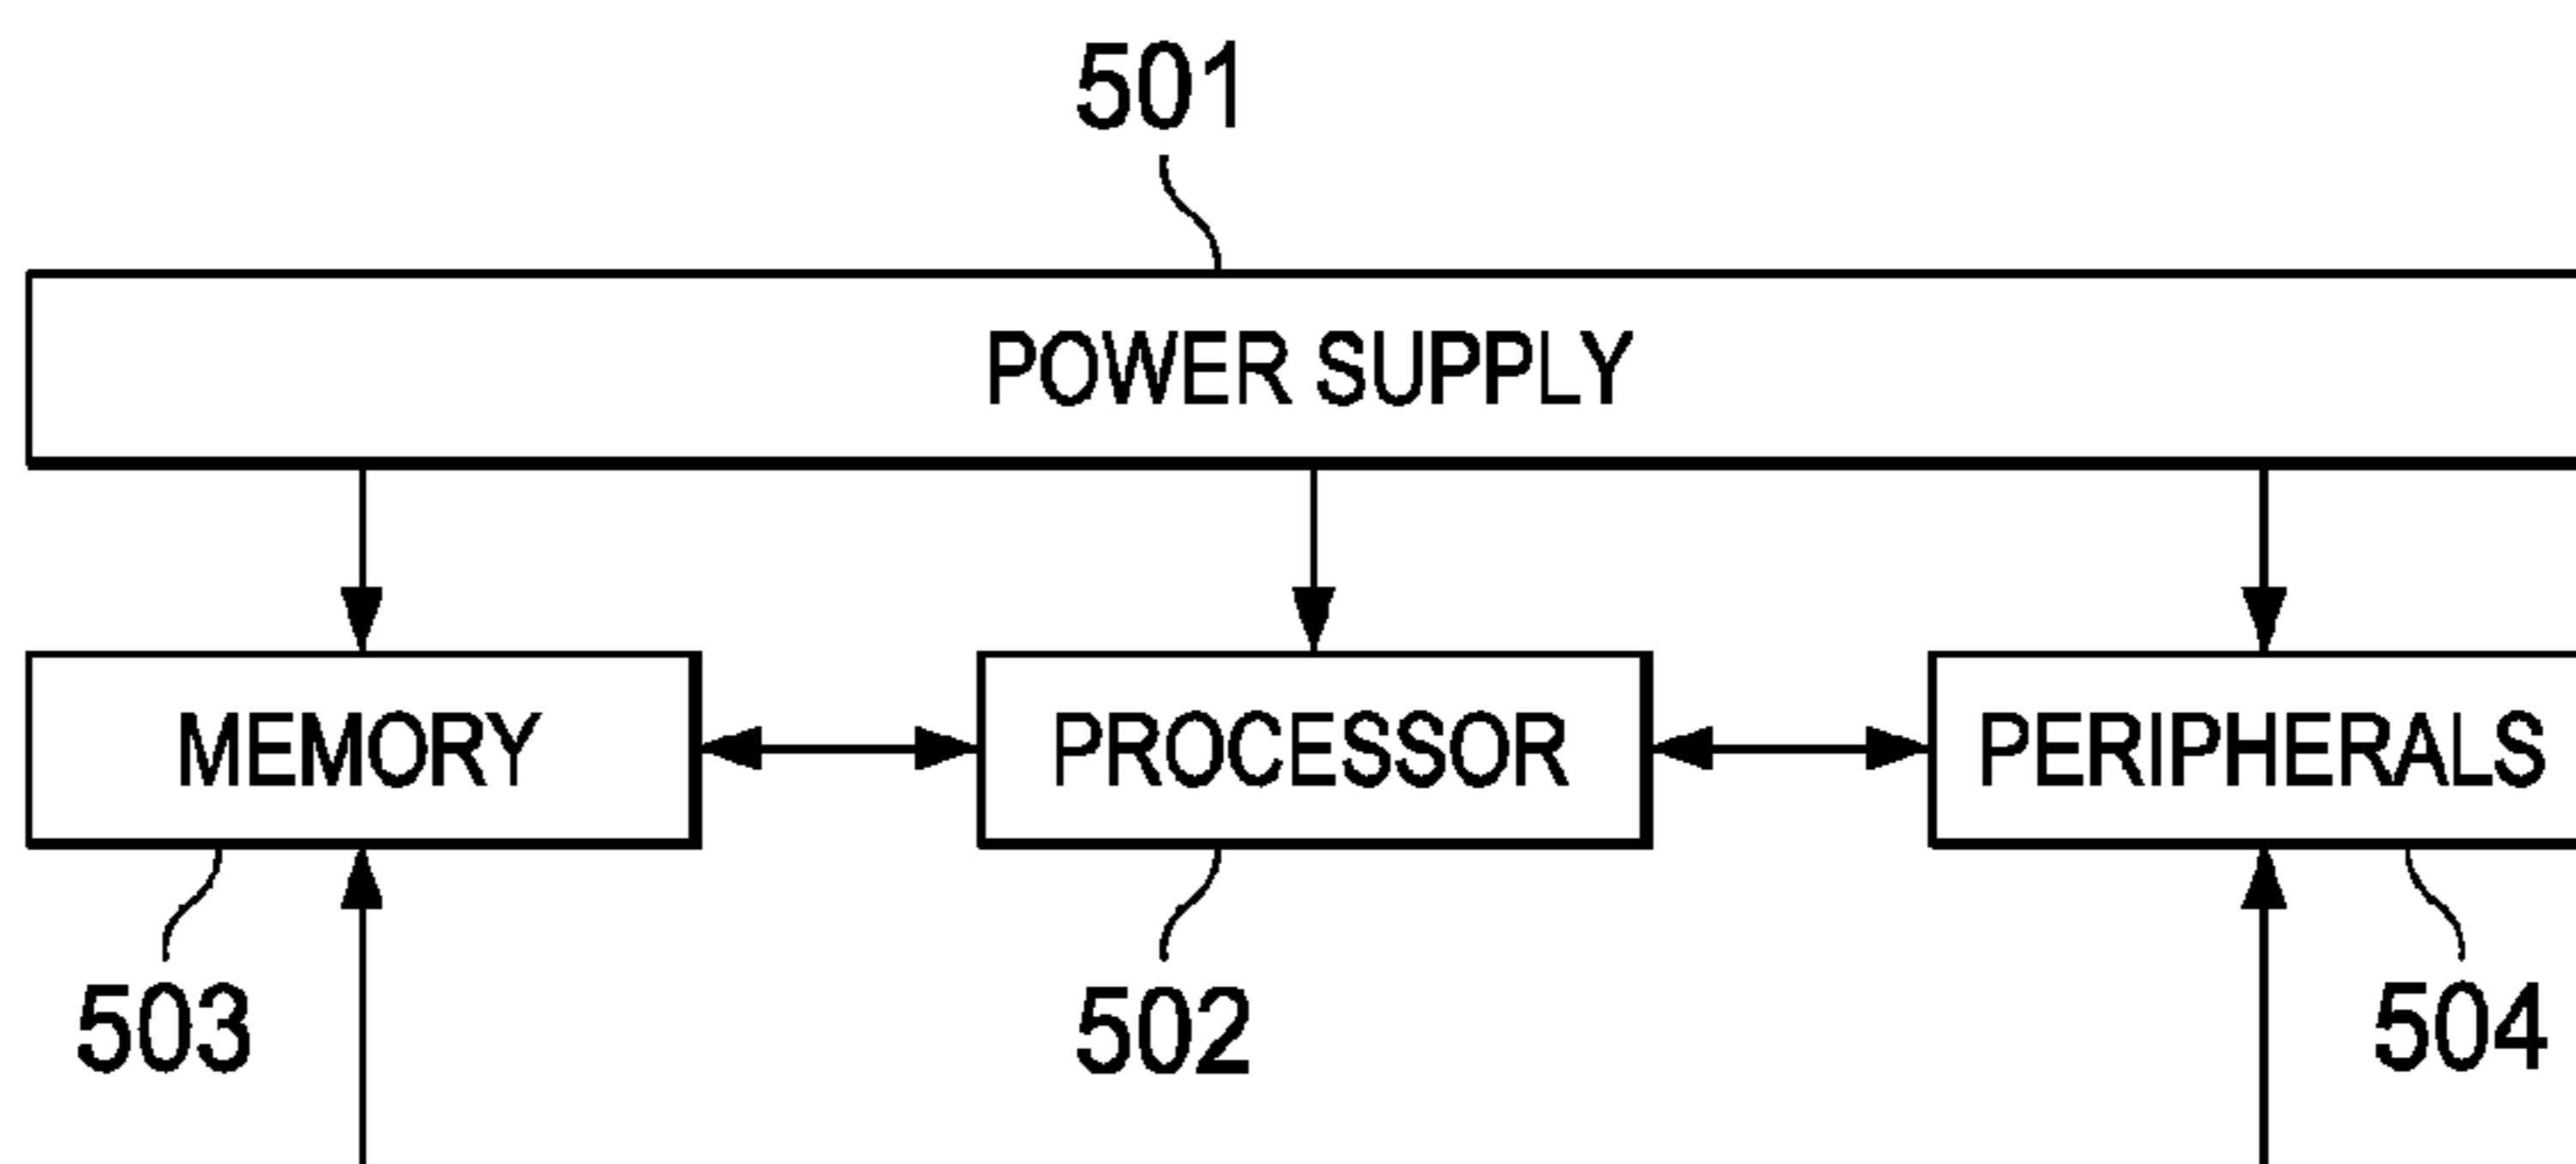 501
POWER SUPPLY
MEMORY
PROCESSOR
PERIPHERALS
503
502
504